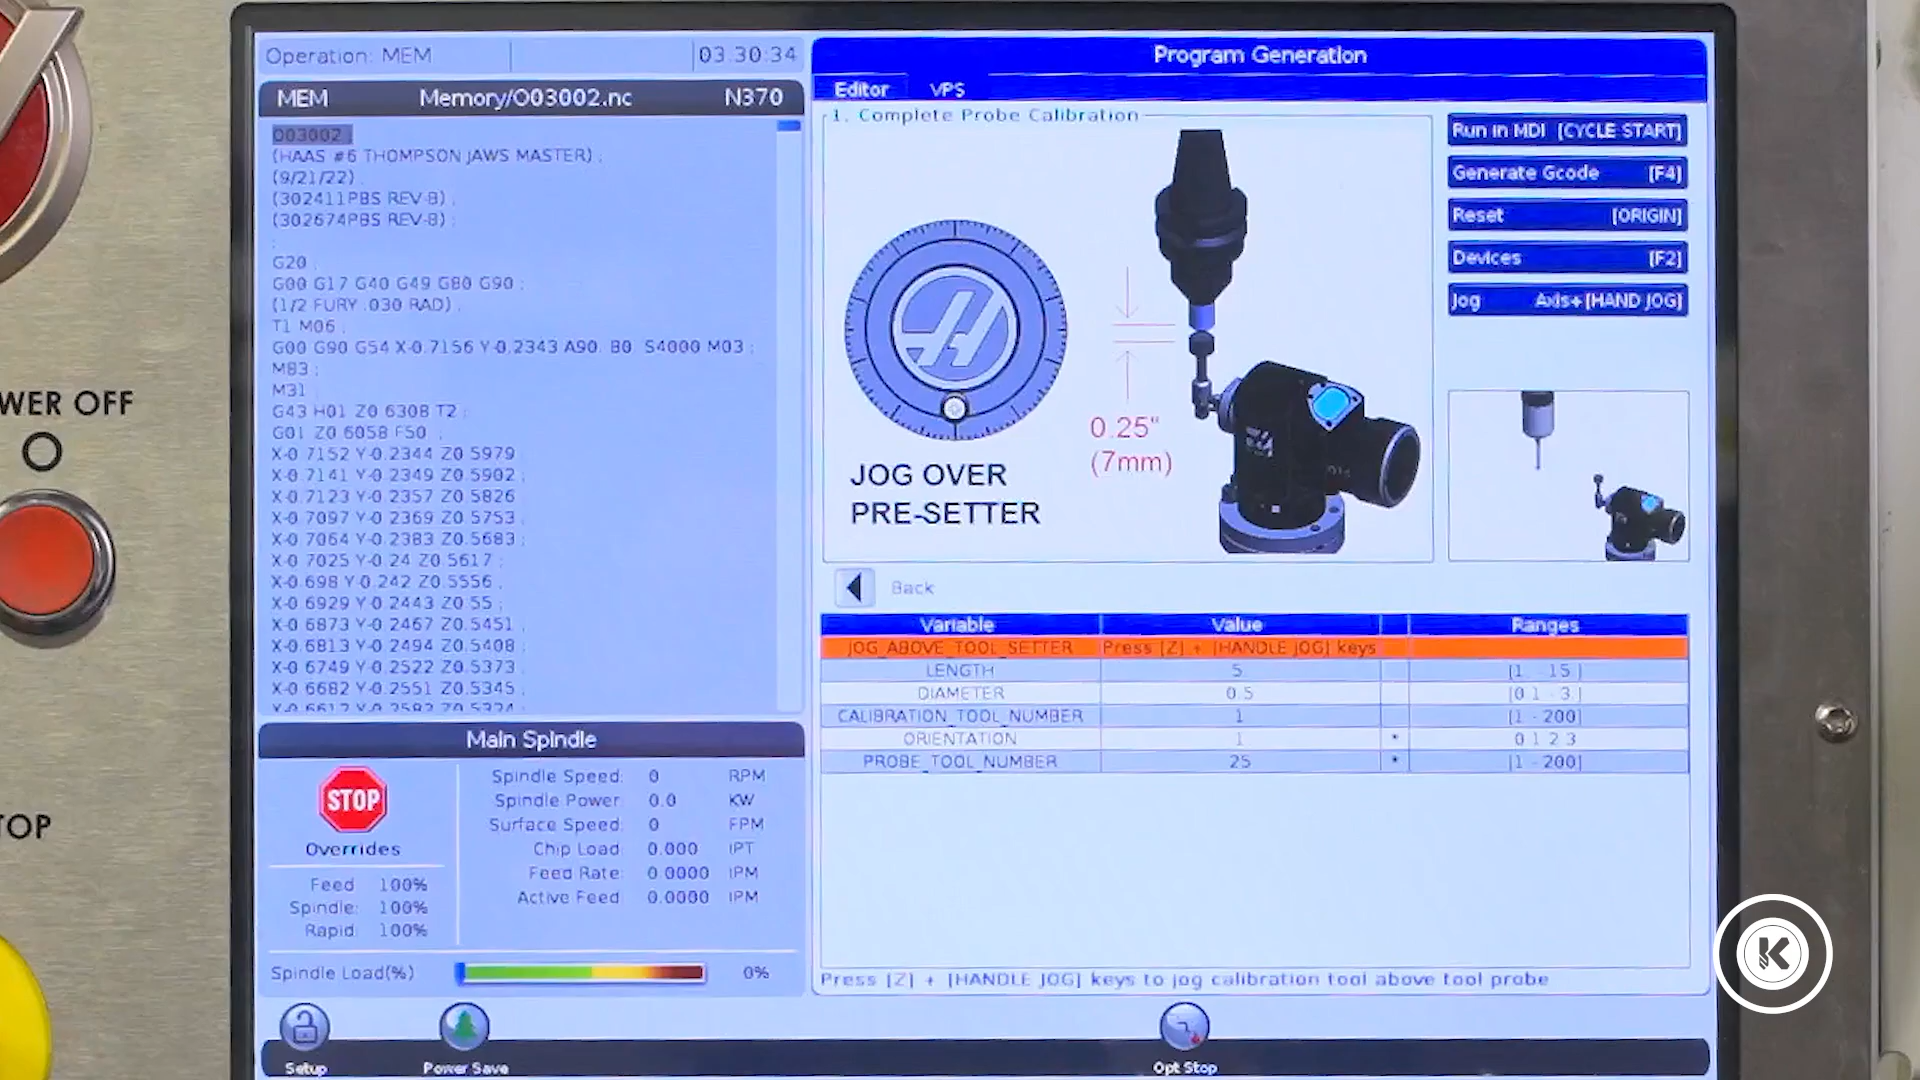 WER OFF
TOP
Operation: MEM
03:30:34
MEM Memory/O03002.nc N370
O03002 ;
(HAAS #6 THOMPSON JAWS MASTER) ;
(9/21/22) ;
(302411PBS REV-B) ;
(302674PBS REV-B) ;
;
G20 ;
G00 G17 G40 G49 G80 G90 ;
(1/2 FURY .030 RAD) ;
T1 M06 ;
G00 G90 G54 X-0.7156 Y-0.2343 A90. B0. S4000 M03 ;
M83 ;
M31 ;
G43 H01 Z0.6308 T2 ;
G01 Z0.6058 F50. ;
X-0.7152 Y-0.2344 Z0.5979 ;
X-0.7141 Y-0.2349 Z0.5902 ;
X-0.7123 Y-0.2357 Z0.5826 ;
X-0.7097 Y-0.2369 Z0.5753 ;
X-0.7064 Y-0.2383 Z0.5683 ;
X-0.7025 Y-0.24 Z0.5617 ;
X-0.698 Y-0.242 Z0.5556 ;
X-0.6929 Y-0.2443 Z0.55 ;
X-0.6873 Y-0.2467 Z0.5451 ;
X-0.6813 Y-0.2494 Z0.5408 ;
X-0.6749 Y-0.2522 Z0.5373 ;
X-0.6682 Y-0.2551 Z0.5345 ;
Main Spindle
STOP
Overrides
Feed 100%
Spindle: 100%
Rapid: 100%
Spindle Speed: 0 RPM
Spindle Power: 0.0 KW
Surface Speed: 0 FPM
Chip Load: 0.000 IPT
Feed Rate: 0.0000 IPM
Active Feed: 0.0000 IPM
Spindle Load(%) 0%
Setup
Power Save
Opt Stop
Program Generation
Editor VPS
1. Complete Probe Calibration
JOG OVER
PRE-SETTER
0.25"
(7mm)
Run in MDI [CYCLE START]
Generate Gcode [F4]
Reset [ORIGIN]
Devices [F2]
Jog Axis+[HAND JOG]
Back
Variable Value Ranges
JOG_ABOVE_TOOL_SETTER Press [Z] + [HANDLE JOG] keys
LENGTH 5. [1. - 15.]
DIAMETER 0.5 [0.1 - 3.]
CALIBRATION_TOOL_NUMBER 1 [1 - 200]
ORIENTATION 1 * 0 1 2 3
PROBE_TOOL_NUMBER 25 * [1 - 200]
Press [Z] + [HANDLE JOG] keys to jog calibration tool above tool probe
K